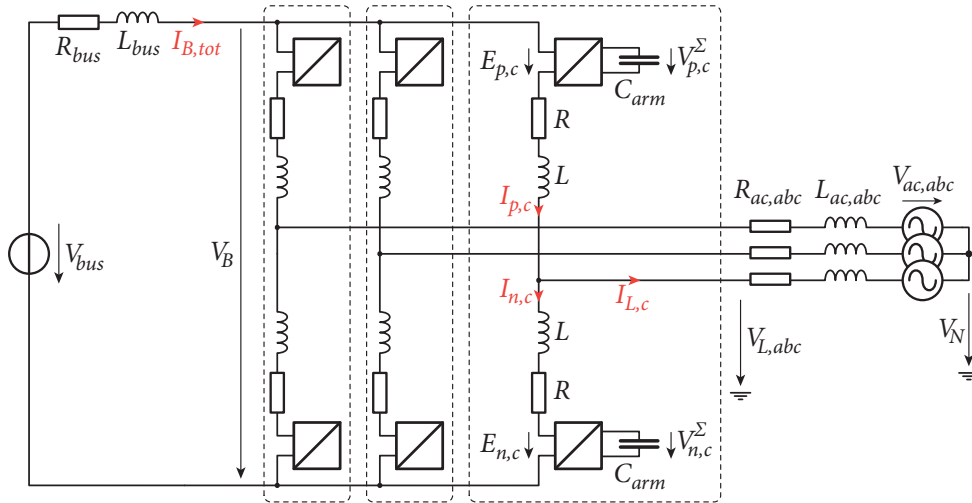 R_bus L_bus I_B,tot
E_p,c V^Σ_p,c
C_arm
R
L
I_p,c
R_ac,abc L_ac,abc V_ac,abc
V_bus V_B
I_n,c I_L,c
L V_L,abc V_N
R
E_n,c V^Σ_n,c
C_arm